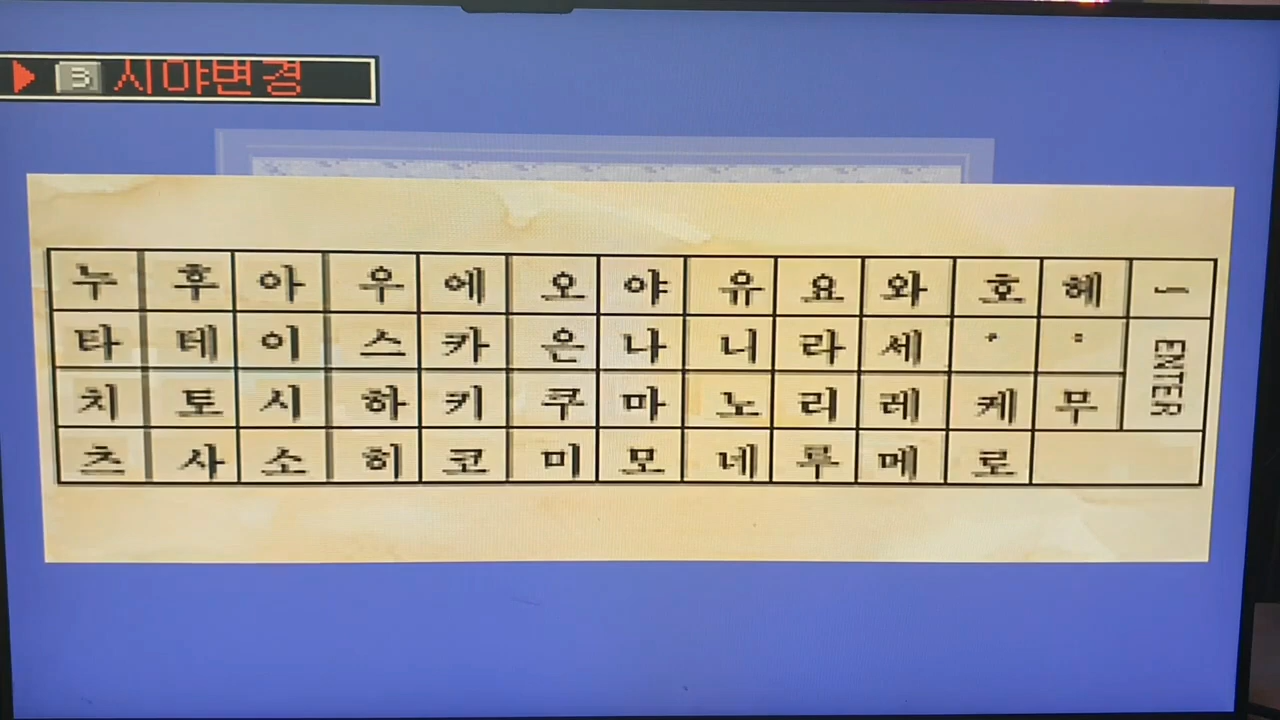 3 시야변경
누 후 아 우 에 오 야 유 요 와 호 헤 ー
타 테 이 스 카 은 나 니 라 세 ゛ ゜
ENTER
치 토 시 하 키 쿠 마 노 리 레 케 무
츠 사 소 히 코 미 모 네 루 메 로